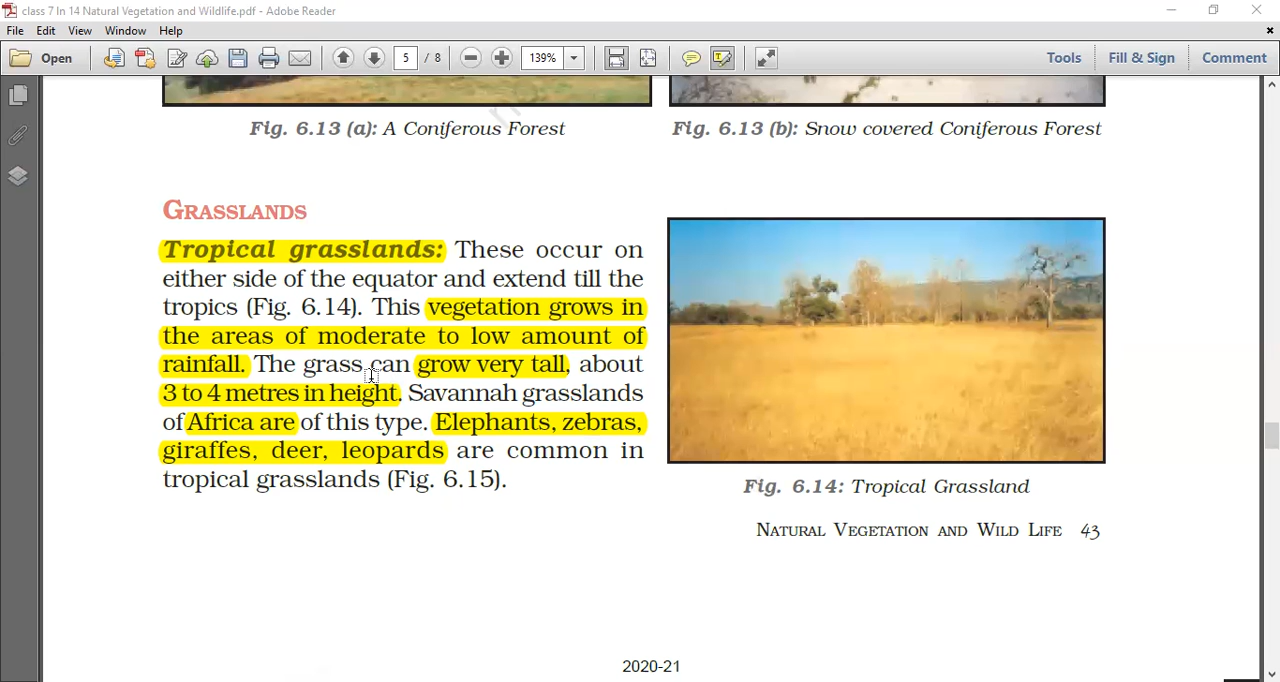 class 7 In 14 Natural Vegetation and Wildlife.pdf - Adobe Reader
File Edit View Window Help
Open 5 / 8 139% Tools Fill & Sign Comment
Fig. 6.13 (a): A Coniferous Forest
Fig. 6.13 (b): Snow covered Coniferous Forest
GRASSLANDS
Tropical grasslands: These occur on
either side of the equator and extend till the
tropics (Fig. 6.14). This vegetation grows in
the areas of moderate to low amount of
rainfall. The grass can grow very tall, about
3 to 4 metres in height. Savannah grasslands
of Africa are of this type. Elephants, zebras,
giraffes, deer, leopards are common in
tropical grasslands (Fig. 6.15).
Fig. 6.14: Tropical Grassland
NATURAL VEGETATION AND WILD LIFE 43
2020-21